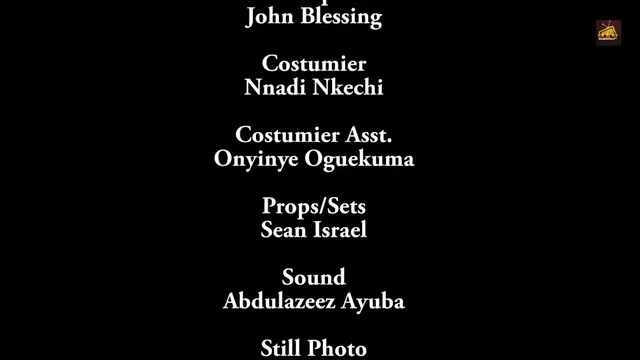 John Blessing
Costumier
Nnadi Nkechi
Costumier Asst.
Onyinye Oguekuma
Props/Sets
Sean Israel
Sound
Abdulazeez Ayuba
Still Photo